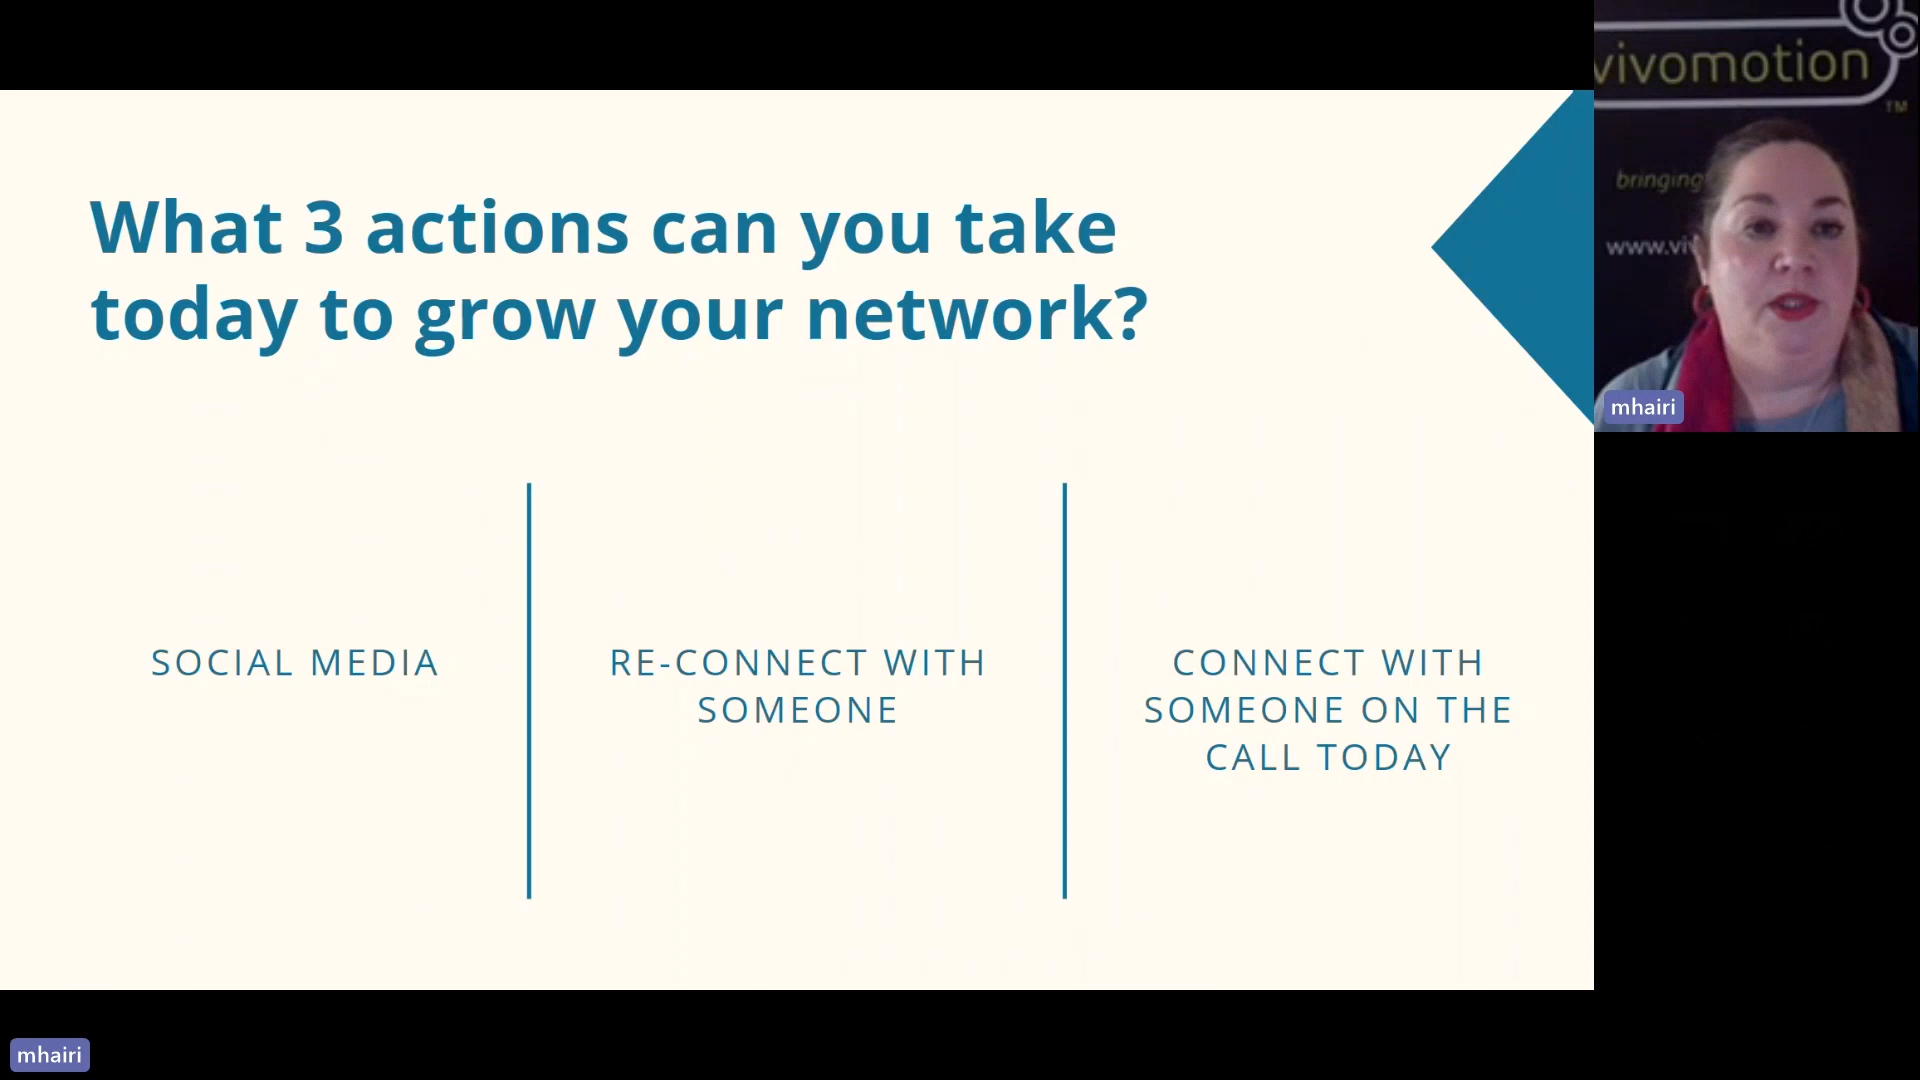 What 3 actions can you take
today to grow your network?
SOCIAL MEDIA
RE-CONNECT WITH
SOMEONE
CONNECT WITH
SOMEONE ON THE
CALL TODAY
vivomotion
TM
bringing
www.viv
mhairi
mhairi